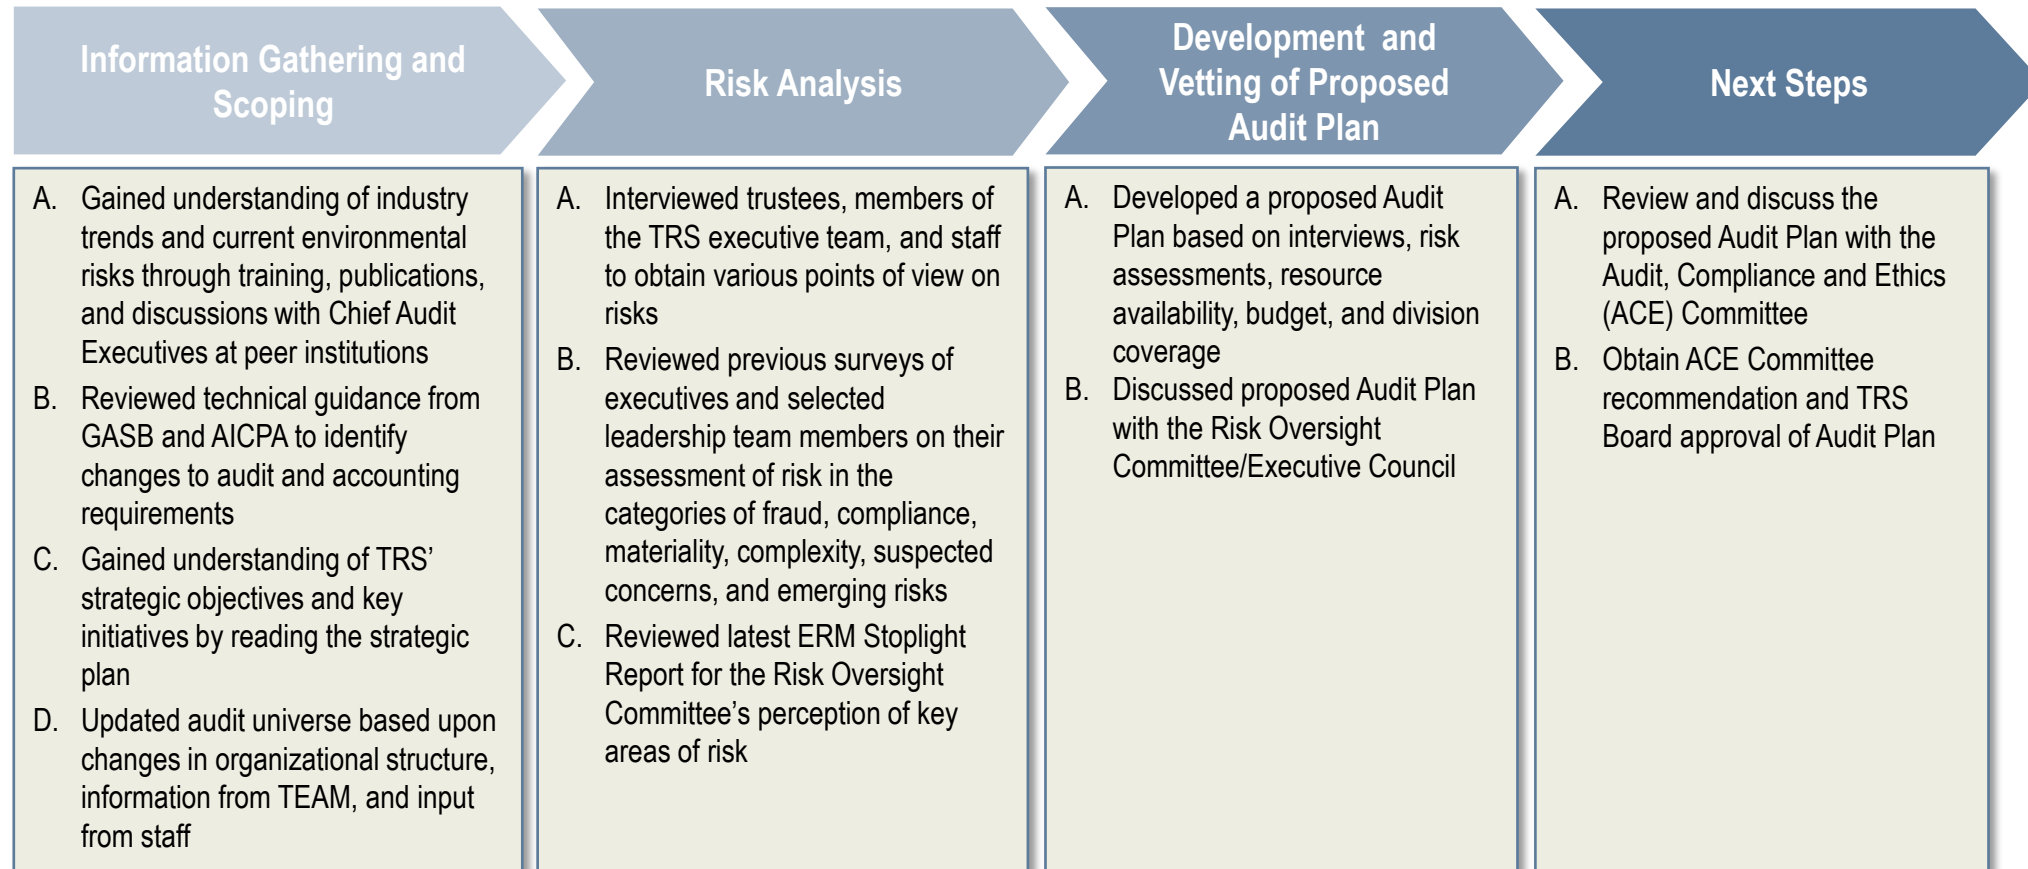 Information Gathering and
Scoping
Risk Analysis
Development and
Vetting of Proposed
Audit Plan
Next Steps
A. Gained understanding of industry
trends and current environmental
risks through training, publications,
and discussions with Chief Audit
Executives at peer institutions
B. Reviewed technical guidance from
GASB and AICPA to identify
changes to audit and accounting
requirements
C. Gained understanding of TRS’
strategic objectives and key
initiatives by reading the strategic
plan
D. Updated audit universe based upon
changes in organizational structure,
information from TEAM, and input
from staff
A. Interviewed trustees, members of
the TRS executive team, and staff
to obtain various points of view on
risks
B. Reviewed previous surveys of
executives and selected
leadership team members on their
assessment of risk in the
categories of fraud, compliance,
materiality, complexity, suspected
concerns, and emerging risks
C. Reviewed latest ERM Stoplight
Report for the Risk Oversight
Committee’s perception of key
areas of risk
A. Developed a proposed Audit
Plan based on interviews, risk
assessments, resource
availability, budget, and division
coverage
B. Discussed proposed Audit Plan
with the Risk Oversight
Committee/Executive Council
A. Review and discuss the
proposed Audit Plan with the
Audit, Compliance and Ethics
(ACE) Committee
B. Obtain ACE Committee
recommendation and TRS
Board approval of Audit Plan